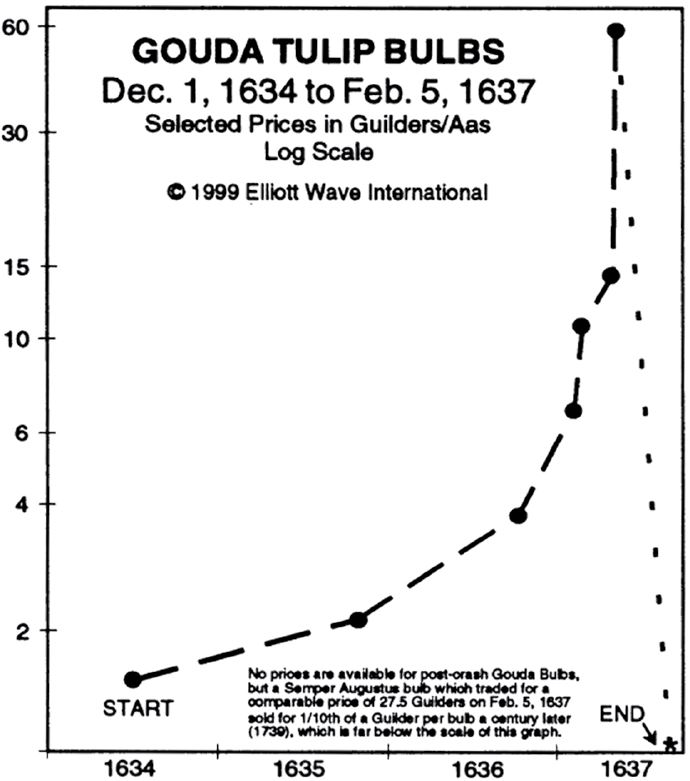 60
GOUDA TULIP BULBS
Dec. 1, 1634 to Feb. 5, 1637
Selected Prices in Guilders/Aas
30
Log Scale
© 1999 Elliott Wave International
15
10
6
4
2
No prices are available for post-crash Gouda Bulbs,
but a Semper Augustus bulb which traded for a
comparable price of 27.5 Guilders on Feb. 5, 1637
sold for 1/10th of a Guilder per bulb a century later
(1739), which is far below the scale of this graph.
START
END
*
1634 1635 1636 1637